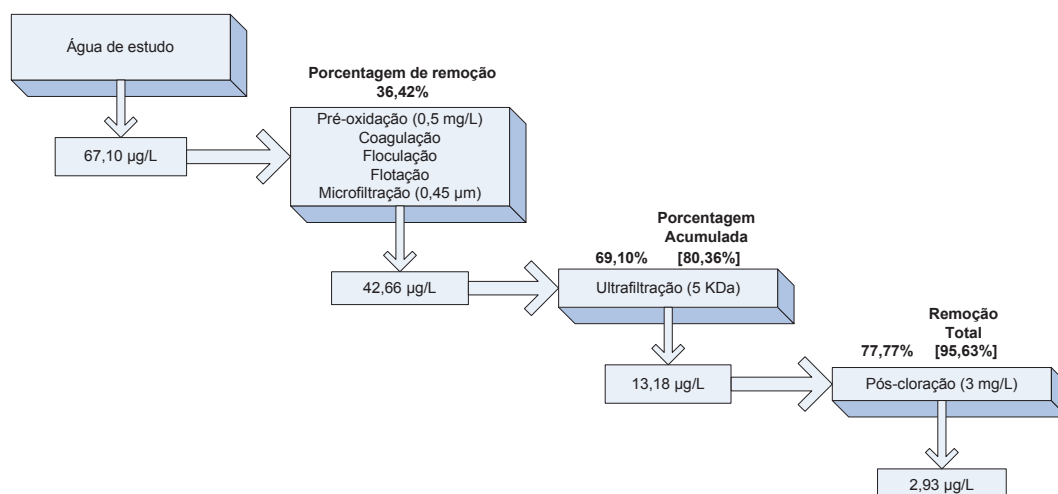 Água de estudo
67,10 µg/L
Porcentagem de remoção
36,42%
Pré-oxidação (0,5 mg/L)
Coagulação
Floculação
Flotação
Microfiltração (0,45 µm)
42,66 µg/L
Porcentagem
Acumulada
69,10% [80,36%]
Ultrafiltração (5 KDa)
13,18 µg/L
Remoção
Total
77,77% [95,63%]
Pós-cloração (3 mg/L)
2,93 µg/L